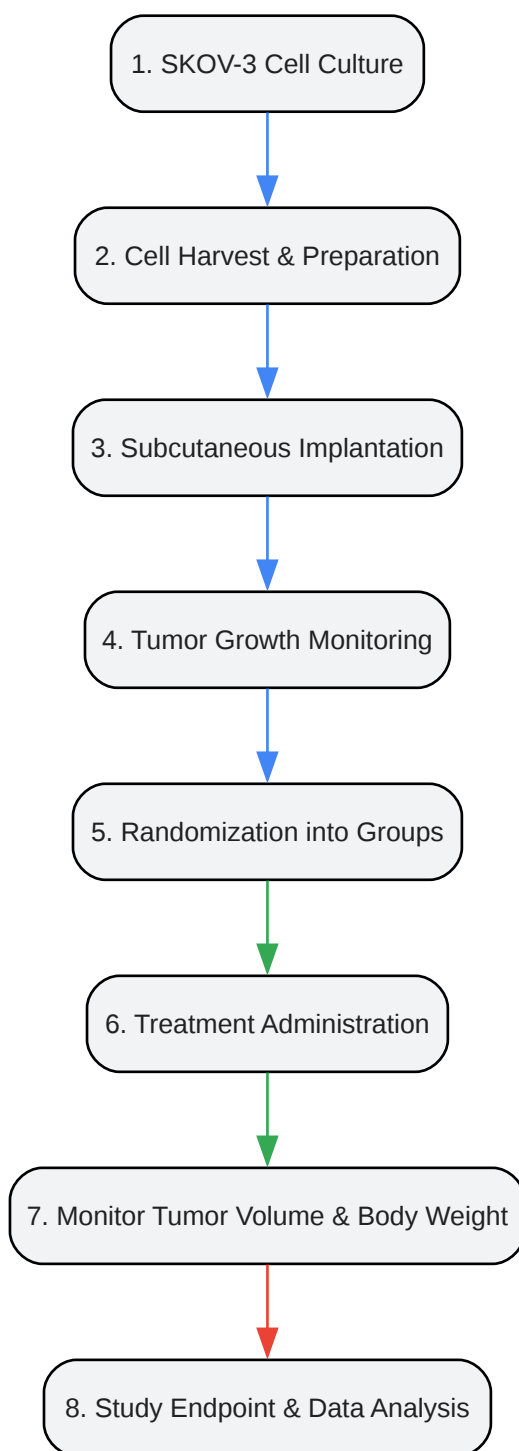 1. SKOV-3 Cell Culture
2. Cell Harvest & Preparation
3. Subcutaneous Implantation
4. Tumor Growth Monitoring
5. Randomization into Groups
6. Treatment Administration
7. Monitor Tumor Volume & Body Weight
8. Study Endpoint & Data Analysis